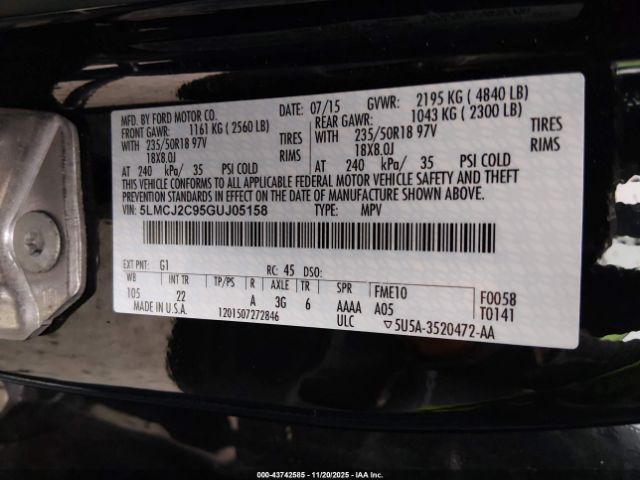 MFD. BY FORD MOTOR CO.
DATE: 07/15 GVWR: 2195 KG ( 4840 LB)
FRONT GAWR: 1161 KG ( 2560 LB) REAR GAWR: 1043 KG ( 2300 LB)
WITH 235/50R18 97V TIRES WITH 235/50R18 97V TIRES
18X8.0J RIMS 18X8.0J RIMS
AT 240 kPa/ 35 PSI COLD AT 240 kPa/ 35 PSI COLD
THIS VEHICLE CONFORMS TO ALL APPLICABLE FEDERAL MOTOR VEHICLE SAFETY AND THEFT
PREVENTION STANDARDS IN EFFECT ON THE DATE OF MANUFACTURE SHOWN ABOVE.
VIN: 5LMCJ2C95GUJ05158 TYPE: MPV
EXT PNT: G1 RC: 45 DSO:
WB INT TR TP/PS R AXLE TR SPR FME10 F0058
105 22 A 3G 6 AAAA A05 T0141
MADE IN U.S.A. 1201507272846 ULC 5U5A-3520472-AA
000-43742585 - 11/20/2025 - COPYRIGHT IAA, LLC.